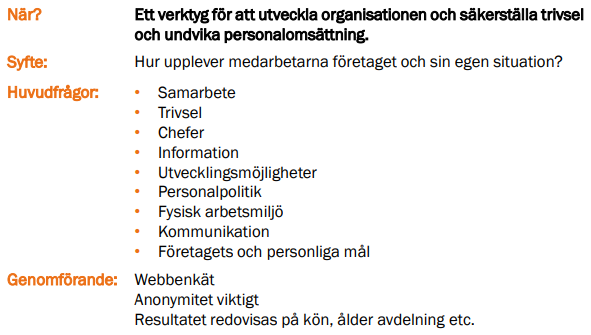 När? Ett verktyg för att utveckla organisationen och säkerställa trivsel
och undvika personalomsättning.
Syfte: Hur upplever medarbetarna företaget och sin egen situation?
Huvudfrågor: • Samarbete
• Trivsel
• Chefer
• Information
• Utvecklingsmöjligheter
• Personalpolitik
• Fysisk arbetsmiljö
• Kommunikation
• Företagets och personliga mål
Genomförande: Webbenkät
Anonymitet viktigt
Resultatet redovisas på kön, ålder avdelning etc.